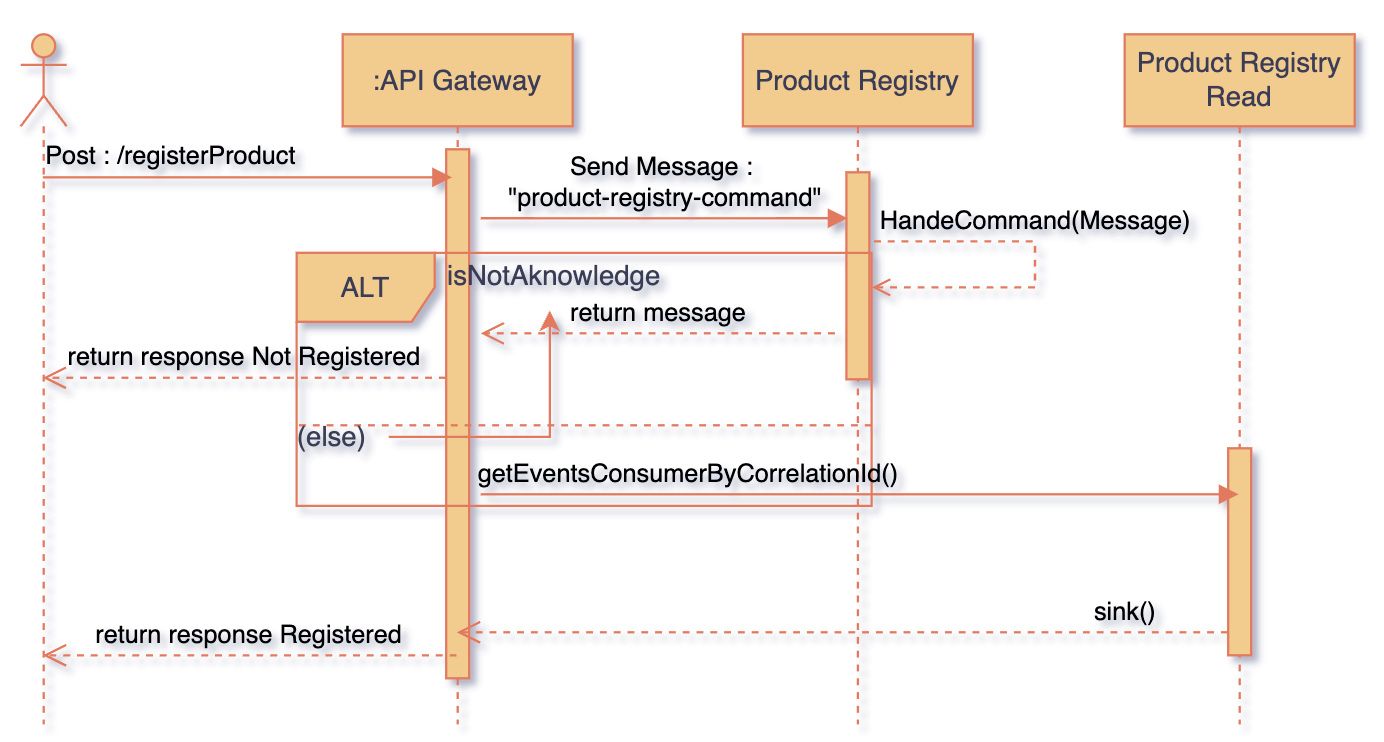 :API Gateway
Product Registry
Product Registry
Read
Post : /registerProduct
Send Message :
"product-registry-command"
HandeCommand(Message)
ALT
isNotAknowledge
return message
return response Not Registered
(else)
getEventsConsumerByCorrelationId()
sink()
return response Registered